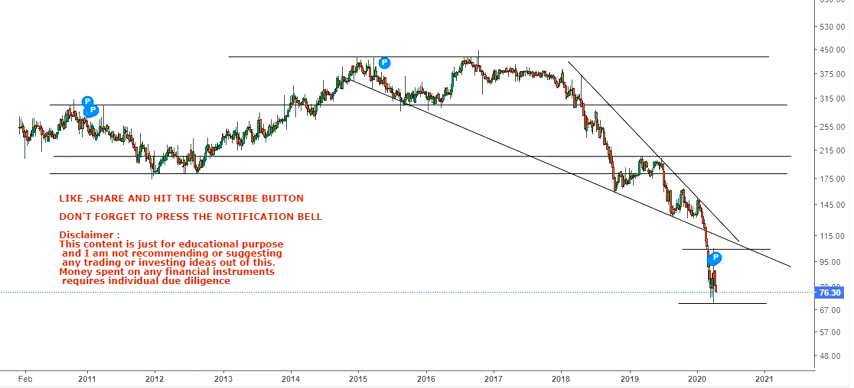 530.00
450.00
375.00
315.00
255.00
215.00
175.00
145.00
115.00
95.00
76.30
67.00
57.00
48.00
P
P
P
P
LIKE ,SHARE AND HIT THE SUBSCRIBE BUTTON
DON´T FORGET TO PRESS THE NOTIFICATION BELL
Disclaimer :
This content is just for educational purpose
and I am not recommending or suggesting
any trading or investing ideas out of this.
Money spent on any financial instruments
requires individual due diligence
Feb 2011 2012 2013 2014 2015 2016 2017 2018 2019 2020 2021